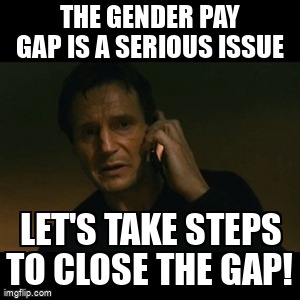 THE GENDER PAY
GAP IS A SERIOUS ISSUE
LET'S TAKE STEPS
TO CLOSE THE GAP!
imgflip.com